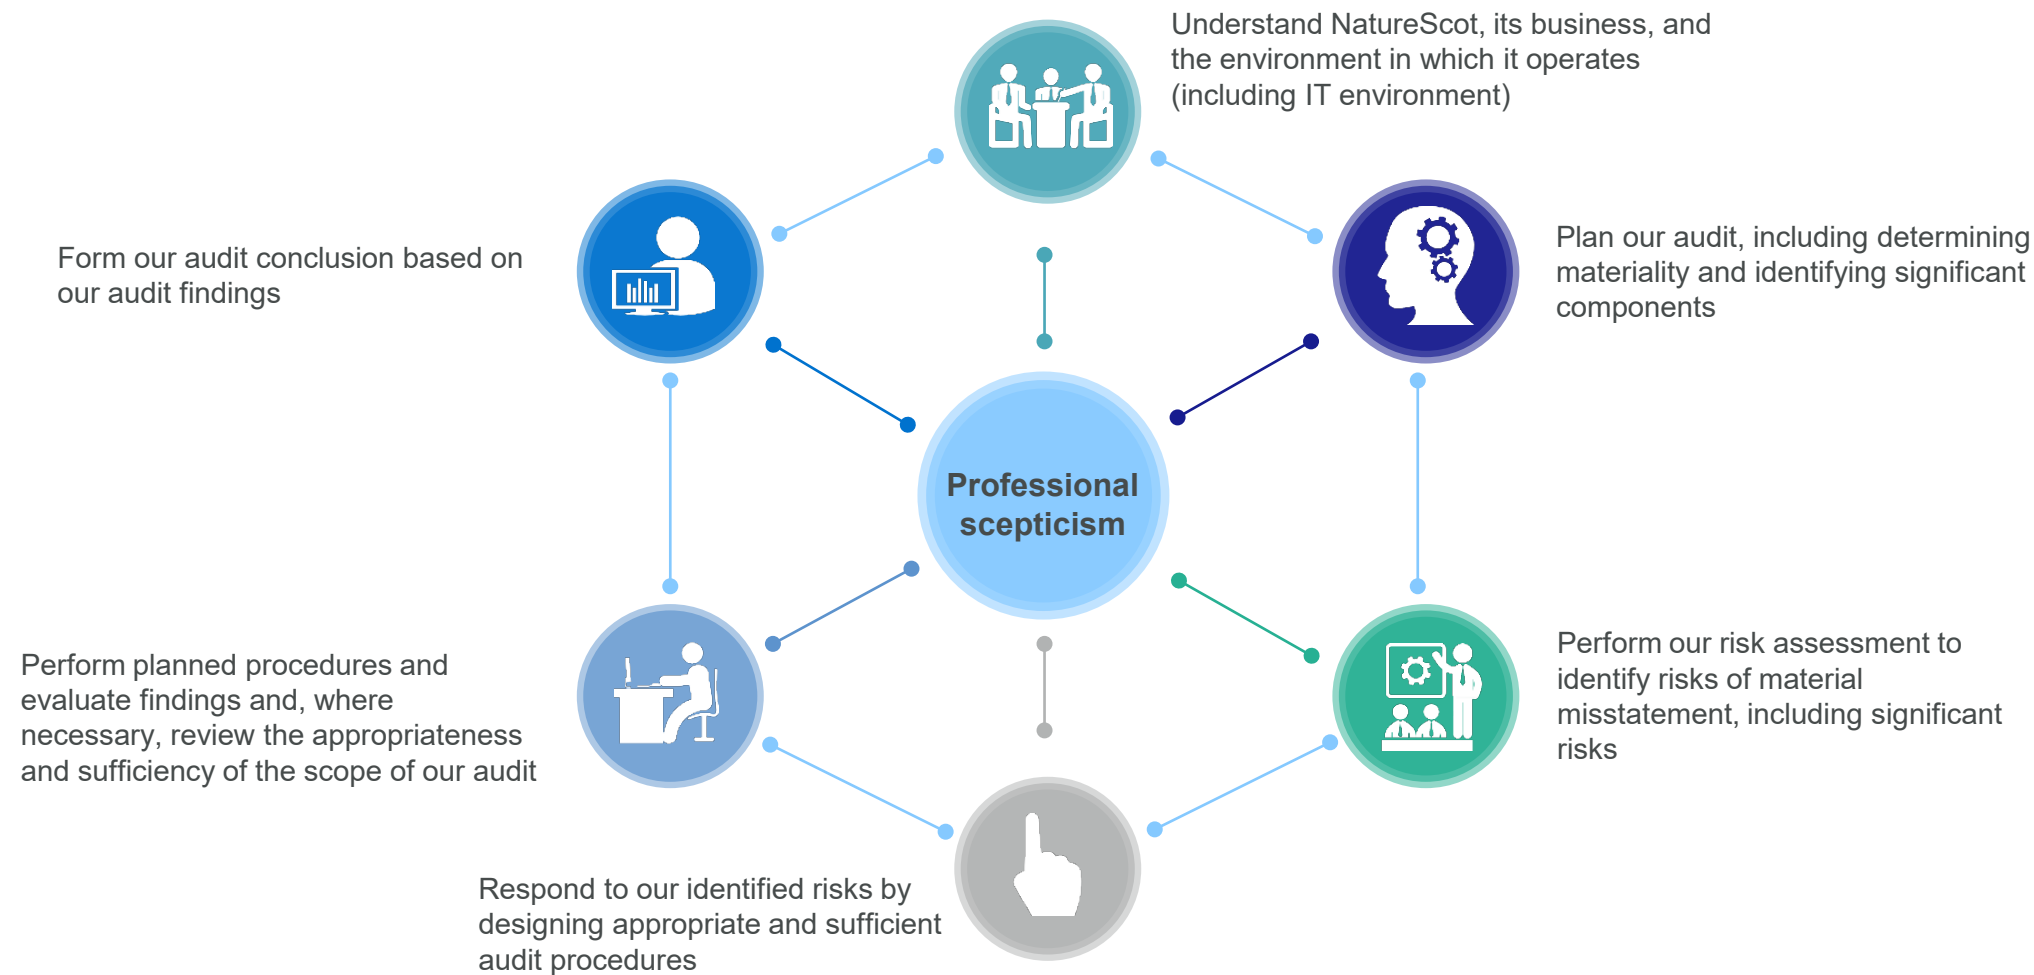 Understand NatureScot, its business, and
the environment in which it operates
(including IT environment)
Plan our audit, including determining
materiality and identifying significant
components
Perform our risk assessment to
identify risks of material
misstatement, including significant
risks
Respond to our identified risks by
designing appropriate and sufficient
audit procedures
Perform planned procedures and
evaluate findings and, where
necessary, review the appropriateness
and sufficiency of the scope of our audit
Form our audit conclusion based on
our audit findings
Professional
scepticism